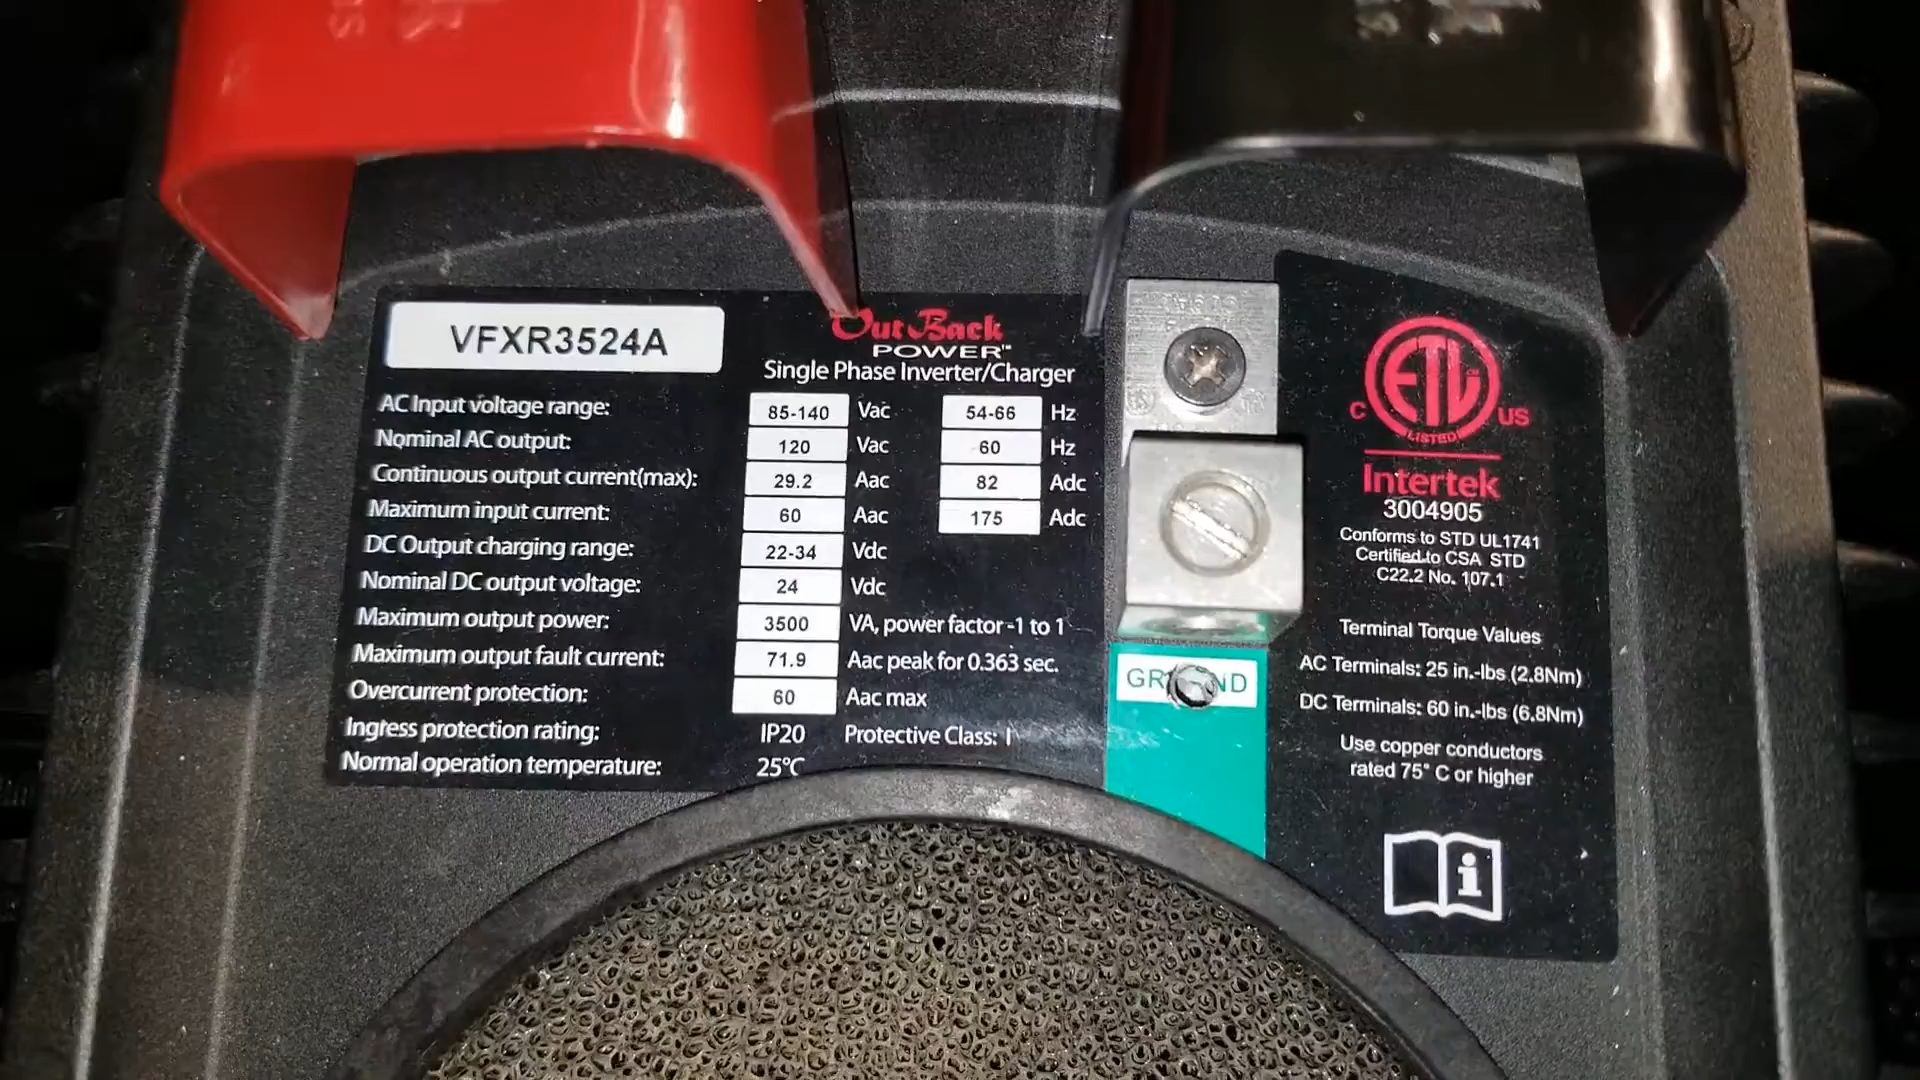 VFXR3524A
OutBack
POWER™
Single Phase Inverter/Charger
AC Input voltage range: 85-140 Vac 54-66 Hz
Nominal AC output: 120 Vac 60 Hz
Continuous output current(max): 29.2 Aac 82 Adc
Maximum input current: 60 Aac 175 Adc
DC Output charging range: 22-34 Vdc
Nominal DC output voltage: 24 Vdc
Maximum output power: 3500 VA, power factor -1 to 1
Maximum output fault current: 71.9 Aac peak for 0.363 sec.
Overcurrent protection: 60 Aac max
Ingress protection rating: IP20 Protective Class: I
Normal operation temperature: 25°C
GROUND
C ETL US
LISTED
Intertek
3004905
Conforms to STD UL1741
Certified to CSA STD
C22.2 No. 107.1
Terminal Torque Values
AC Terminals: 25 in.-lbs (2.8Nm)
DC Terminals: 60 in.-lbs (6.8Nm)
Use copper conductors
rated 75° C or higher